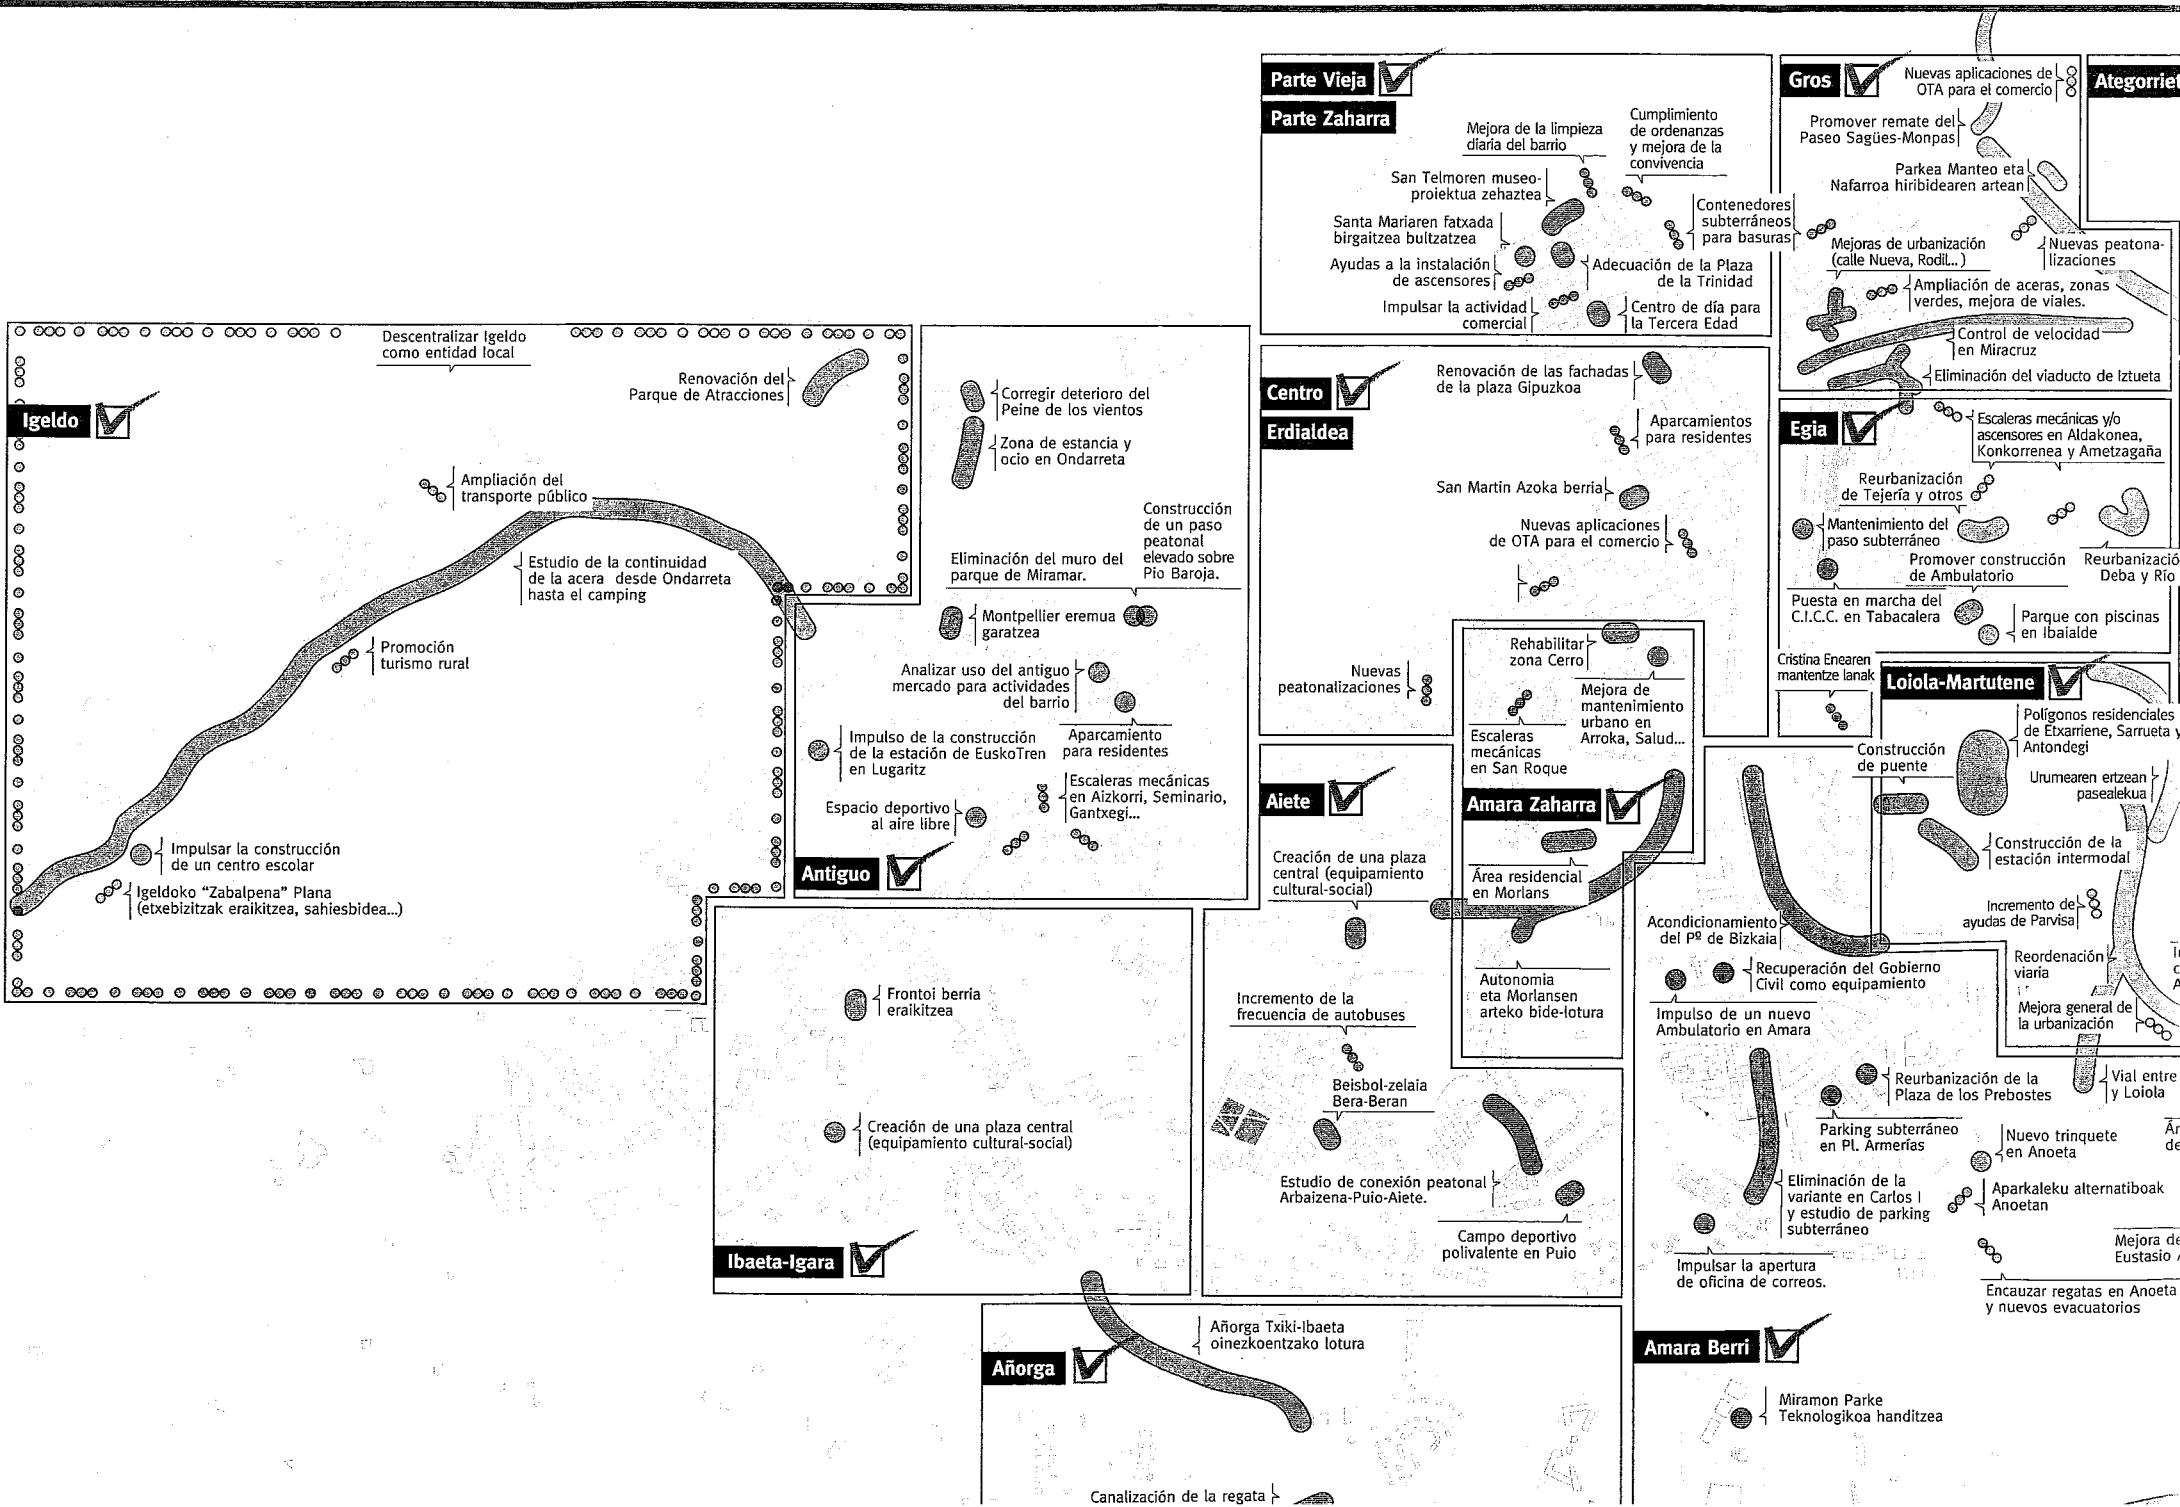 Parte Vieja
Parte Zaharra
Mejora de la limpieza
diaria del barrio
Cumplimiento
de ordenanzas
y mejora de la
convivencia
San Telmoren museo-
proiektua zehaztea
Contenedores
subterráneos
para basuras
Santa Mariaren fatxada
birgaitzea bultzatzea
Ayudas a la instalación
de ascensores
Adecuación de la Plaza
de la Trinidad
Impulsar la actividad
comercial
Centro de día para
la Tercera Edad
Gros
Nuevas aplicaciones de
OTA para el comercio
Promover remate del
Paseo Sagües-Monpas
Parkea Manteo eta
Nafarroa hiribidearen artean
Mejoras de urbanización
(calle Nueva, Rodil...)
Nuevas peatona-
lizaciones
Ampliación de aceras, zonas
verdes, mejora de viales.
Control de velocidad
en Miracruz
Eliminación del viaducto de Iztueta
Igeldo
Descentralizar Igeldo
como entidad local
Renovación del
Parque de Atracciones
Ampliación del
transporte público
Estudio de la continuidad
de la acera desde Ondarreta
hasta el camping
Promoción
turismo rural
Impulsar la construcción
de un centro escolar
Igeldoko "Zabalpena" Plana
(etxebizitzak eraikitzea, sahiesbidea...)
Corregir deterioro del
Peine de los vientos
Zona de estancia y
ocio en Ondarreta
Construcción
de un paso
peatonal
elevado sobre
Pio Baroja.
Eliminación del muro del
parque de Miramar.
Montpellier eremua
garatzea
Analizar uso del antiguo
mercado para actividades
del barrio
Aparcamiento
para residentes
Impulso de la construcción
de la estación de EuskoTren
en Lugaritz
Escaleras mecánicas
en Aizkorri, Seminario,
Gantxegi...
Espacio deportivo
al aire libre
Antiguo
Centro
Erdialdea
Renovación de las fachadas
de la plaza Gipuzkoa
Aparcamientos
para residentes
San Martin Azoka berria
Nuevas aplicaciones
de OTA para el comercio
Nuevas
peatonalizaciones
Egia
Escaleras mecánicas y/o
ascensores en Aldakonea,
Konkorrenea y Ametzagaña
Reurbanización
de Tejería y otros
Mantenimiento del
paso subterráneo
Promover construcción
de Ambulatorio
Reurbanizació
Deba y Río
Puesta en marcha del
C.I.C.C. en Tabacalera
Parque con piscinas
en Ibaialde
Cristina Enearen
mantentze lanak
Rehabilitar
zona Cerro
Mejora de
mantenimiento
urbano en
Arroka, Salud...
Escaleras
mecánicas
en San Roque
Amara Zaharra
Área residencial
en Morlans
Autonomia
eta Morlansen
arteko bide-lotura
Loiola-Martutene
Polígonos residenciales
de Etxarriene, Sarrueta y
Antondegi
Construcción
de puente
Urumearen ertzean
pasealekua
Construcción de la
estación intermodal
Incremento de
ayudas de Parvisa
Reordenación
viaria
Mejora general de
la urbanización
Vial entre
y Loiola
Aiete
Creación de una plaza
central (equipamiento
cultural-social)
Incremento de la
frecuencia de autobuses
Beisbol-zelaia
Bera-Beran
Estudio de conexión peatonal
Arbaizena-Puio-Aiete.
Campo deportivo
polivalente en Puio
Acondicionamiento
del Pº de Bizkaia
Recuperación del Gobierno
Civil como equipamiento
Impulso de un nuevo
Ambulatorio en Amara
Reurbanización de la
Plaza de los Prebostes
Parking subterráneo
en Pl. Armerías
Nuevo trinquete
en Anoeta
Eliminación de la
variante en Carlos I
y estudio de parking
subterráneo
Aparkaleku alternatiboak
Anoetan
Impulsar la apertura
de oficina de correos.
Mejora de
Eustasio
Encauzar regatas en Anoeta
y nuevos evacuatorios
Amara Berri
Miramon Parke
Teknologikoa handitzea
Frontoi berria
eraikitzea
Creación de una plaza central
(equipamiento cultural-social)
Ibaeta-Igara
Añorga
Añorga Txiki-Ibaeta
oinezkoentzako lotura
Canalización de la regata